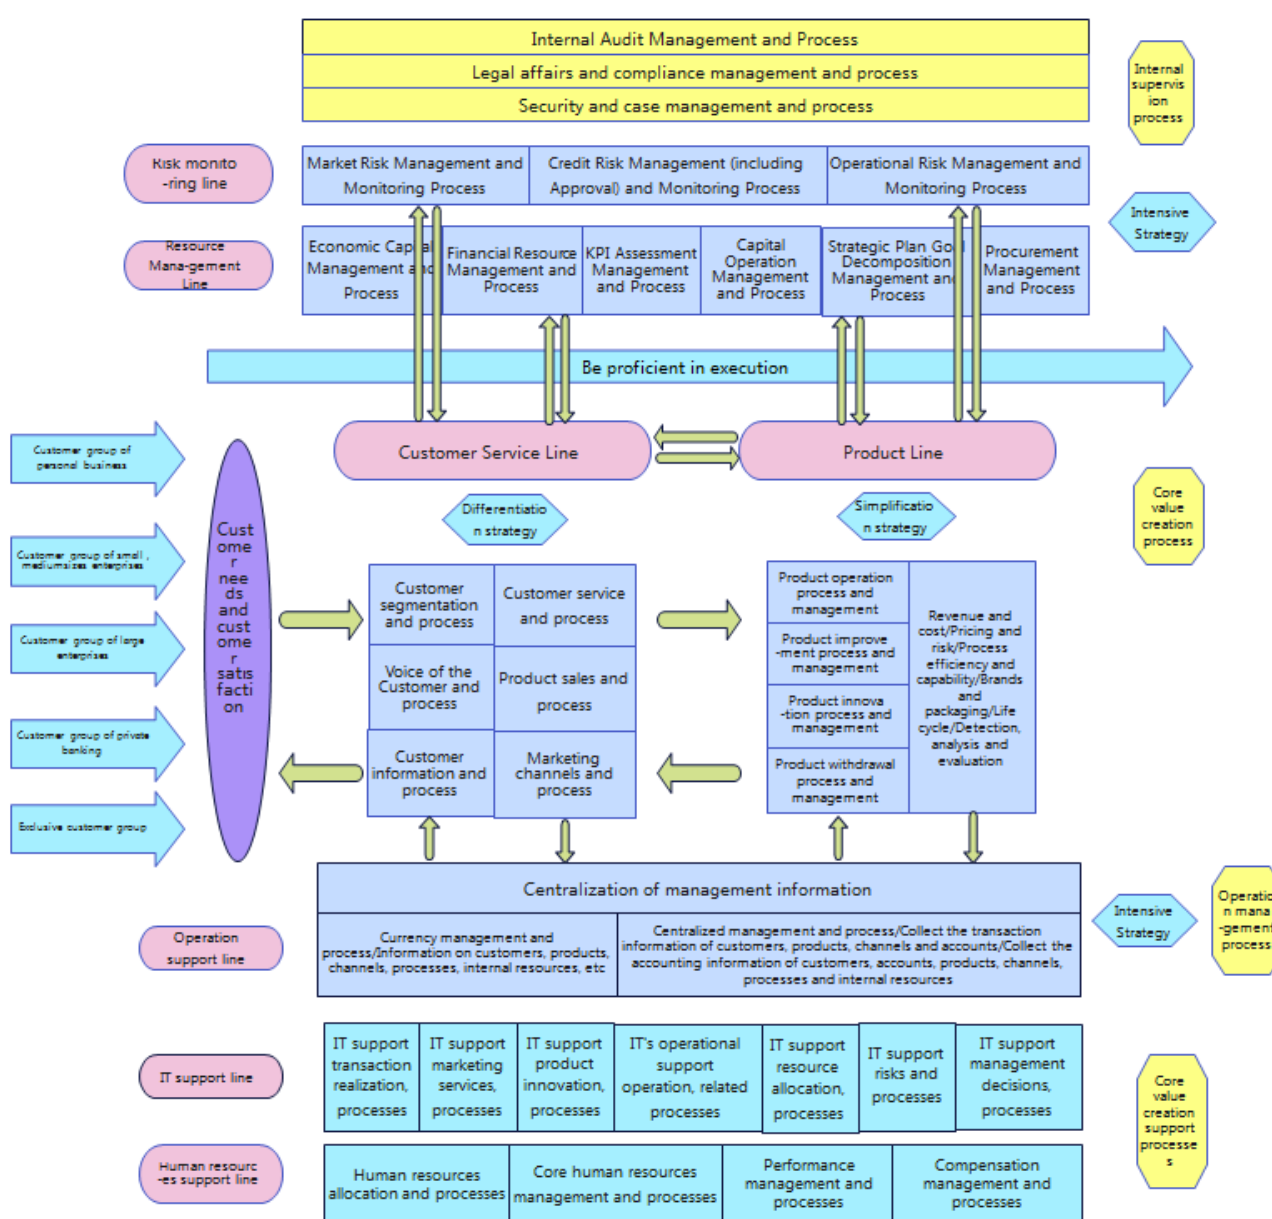 Internal Audit Management and Process
Legal affairs and compliance management and process
Security and case management and process
Internal
supervis
ion
process
Risk monito
-ring line
Market Risk Management and
Monitoring Process
Credit Risk Management (including
Approval) and Monitoring Process
Operational Risk Management and
Monitoring Process
Intensive
Strategy
Resource
Mana-gement
Line
Economic Capital
Management and
Process
Financial Resource
Management and
Process
KPI Assessment
Management
and Process
Capital
Operation
Management
and Process
Strategic Plan Goal
Decomposition
Management and
Process
Procurement
Management
and Process
Be proficient in execution
Customer Service Line
Product Line
Customer group of
personal business
Customer group of small ,
mediumsizes enterprises
Customer group of large
enterprises
Customer group of private
banking
Exclusive customer group
Cust
ome
r
nee
ds
and
cust
ome
r
satis
facti
on
Differentiatio
n strategy
Simplificatio
n strategy
Core
value
creation
process
Customer
segmentation
and process
Customer service
and process
Voice of the
Customer and
process
Product sales and
process
Customer
information and
process
Marketing
channels and
process
Product operation
process and
management
Product improve
-ment process and
management
Product innova
-tion process and
management
Product withdrawal
process and
management
Revenue and
cost/Pricing and
risk/Process
efficiency and
capability/Brands
and
packaging/Life
cycle/Detection,
analysis and
evaluation
Centralization of management information
Operation
support line
Currency management and
process/Information on customers, products,
channels, processes, internal resources, etc
Centralized management and process/Collect the transaction
information of customers, products, channels and accounts/Collect the
accounting information of customers, accounts, products, channels,
processes and internal resources
Intensive
Strategy
Operatio
n mana
-gement
process
IT support line
IT support
transaction
realization,
processes
IT support
marketing
services,
processes
IT support
product
innovation,
processes
IT's operational
support
operation, related
processes
IT support
resource
allocation,
processes
IT support
risks and
processes
IT support
management
decisions,
processes
Core
value
creation
support
processe
s
Human resourc
-es support line
Human resources
allocation and processes
Core human resources
management and processes
Performance
management and
processes
Compensation
management and
processes